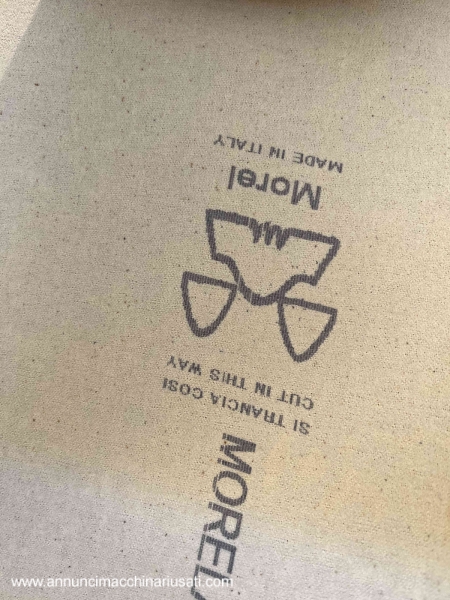 SI TRANCIA COSI
CUT IN THIS WAY
Morel
MADE IN ITALY
MOREL
www.annuncimacchinariusati.com